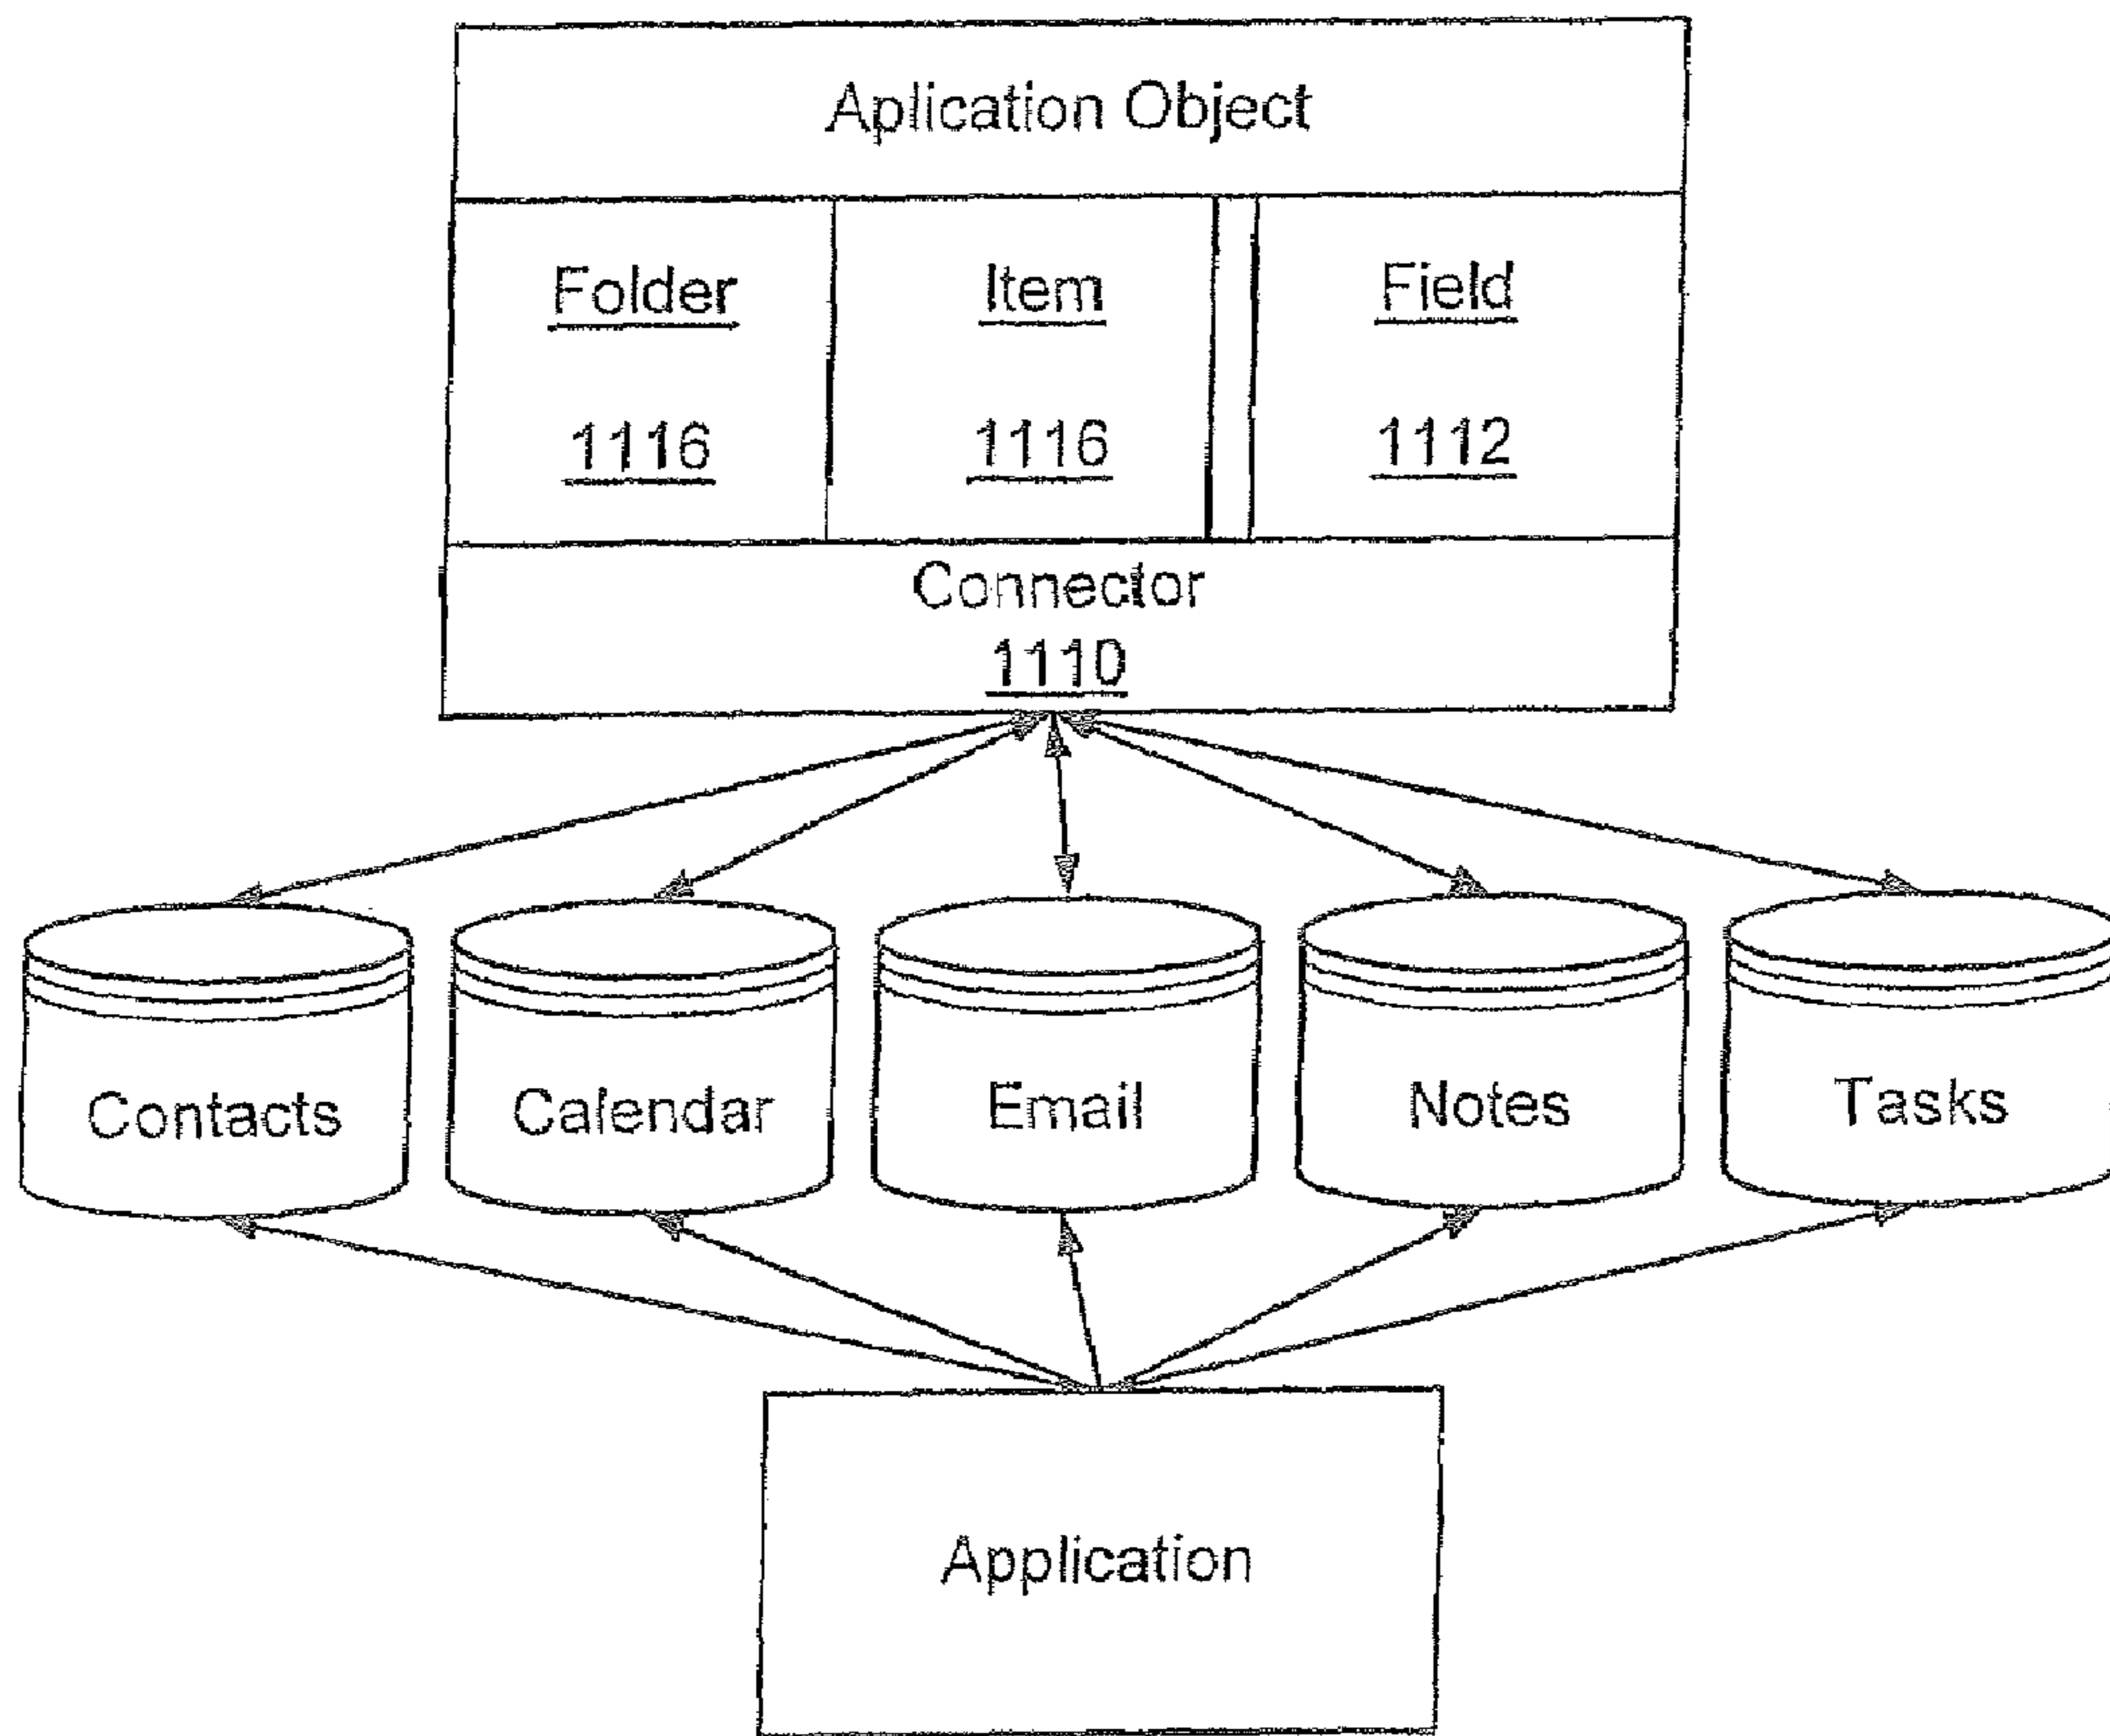 Aplication Object
Folder
1116
Item
1116
Field
1112
Connector
1110
Contacts
Calendar
Email
Notes
Tasks
Application